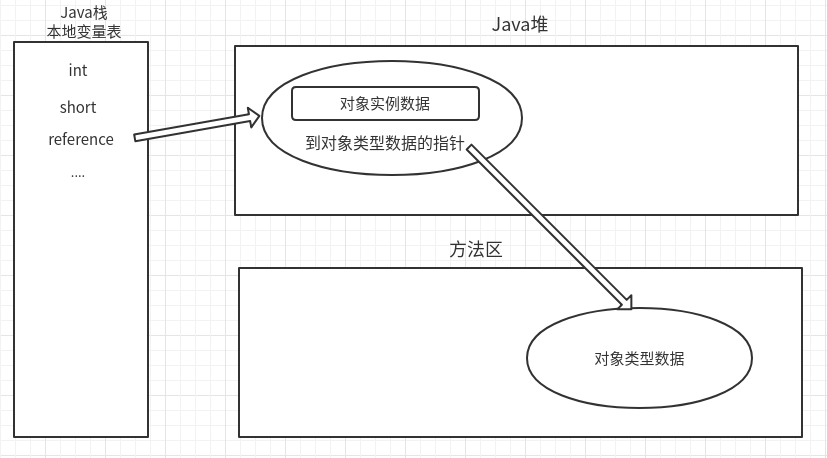 Java栈
本地变量表
int
short
reference
....
Java堆
对象实例数据
到对象类型数据的指针
方法区
对象类型数据